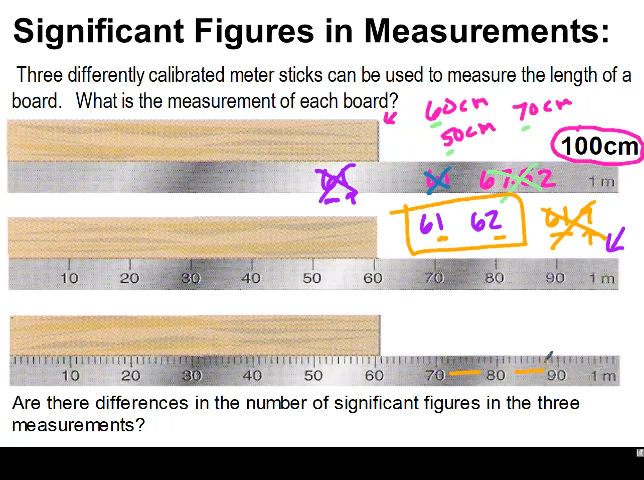 Significant Figures in Measurements:
Three differently calibrated meter sticks can be used to measure the length of a
board. What is the measurement of each board?
60cm 70cm
50cm
100cm
1 m
61 62
10 20 30 40 50 60 70 80 90 1 m
10 20 30 40 50 60 70 80 90 1 m
Are there differences in the number of significant figures in the three
measurements?